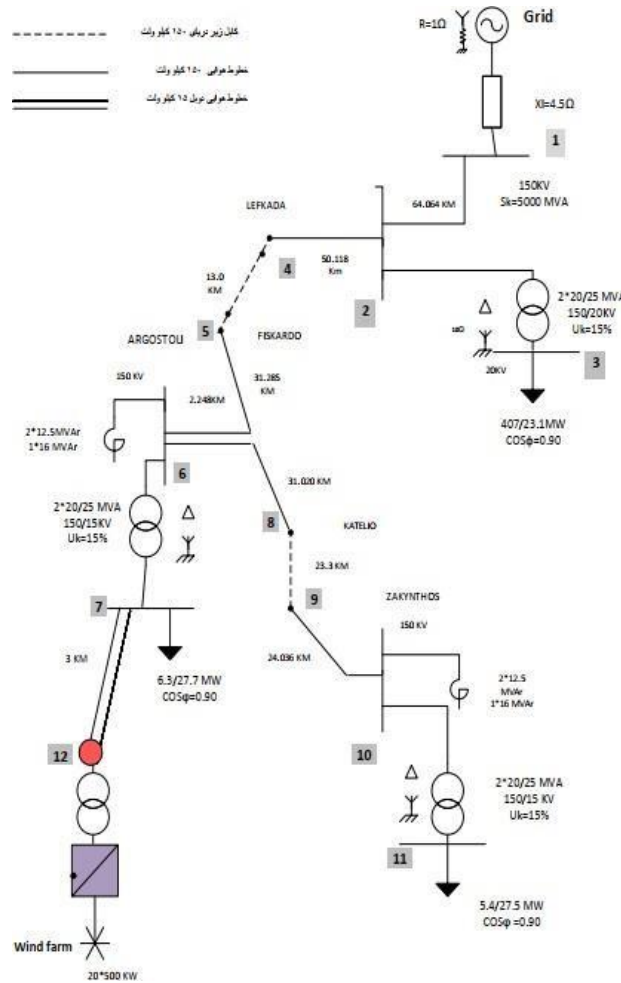 کابل زیر دریای ۱۵۰ کیلو ولت
خطوط هوایی ۱۵۰ کیلو ولت
خطوط هوایی دوبل ۱۵ کیلو ولت
Grid
R=1Ω
Xl=4.5Ω
1
150KV
Sk=5000 MVA
64.064 KM
LEFKADA
50.118
Km
4
2
13.0
KM
5
FISKARDO
ARGOSTOLI
2*20/25 MVA
150/20KV
Uk=15%
3
20KV
407/23.1MW
COSϕ=0.90
31.285
KM
2.248KM
150 KV
2*12.5MVAr
1*16 MVAr
6
31.020 KM
2*20/25 MVA
150/15KV
Uk=15%
8
KATELIO
23.3 KM
9
ZAKYNTHOS
150 KV
7
24.036 KM
2*12.5
MVAr
1*16 MVAr
3 KM
6.3/27.7 MW
COSφ=0.90
10
12
2*20/25 MVA
150/15 KV
Uk=15%
11
5.4/27.5 MW
COSφ =0.90
Wind farm
20*500 KW